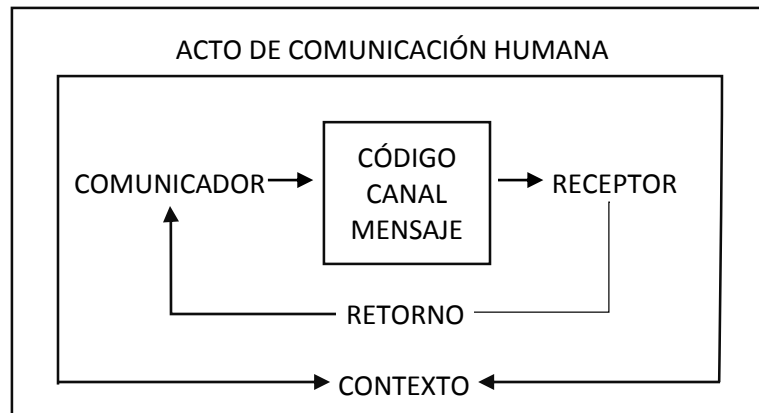 ACTO DE COMUNICACIÓN HUMANA
CÓDIGO
COMUNICADOR
CANAL
RECEPTOR
MENSAJE
RETORNO
CONTEXTO